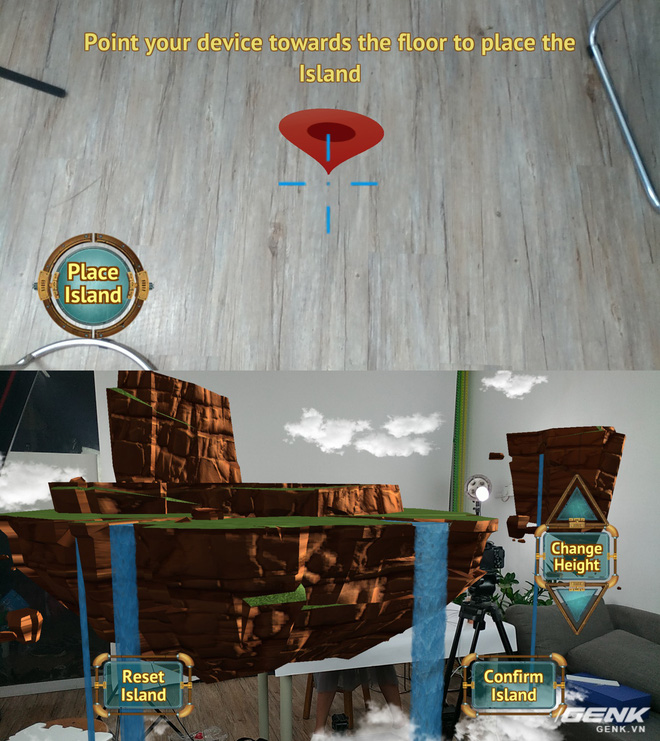 Point your device towards the floor to place the
Island
Place
Island
Change
Height
Reset
Island
Confirm
Island
GENK
GENK.VN